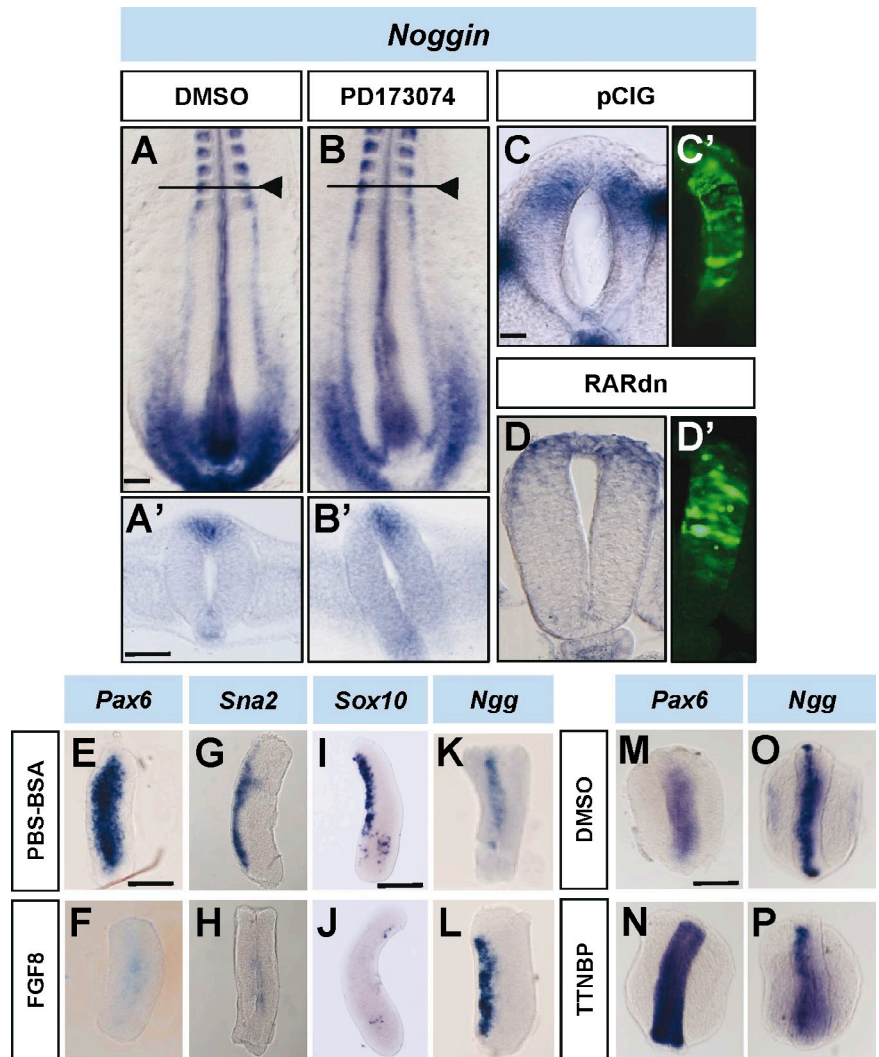 Noggin
DMSO PD173074 pCIG
A B C C'
RARdn
D D'
A' B'
Pax6 Sna2 Sox10 Ngg Pax6 Ngg
PBS-BSA E G I K DMSO M O
FGF8 F H J L TTNBP N P